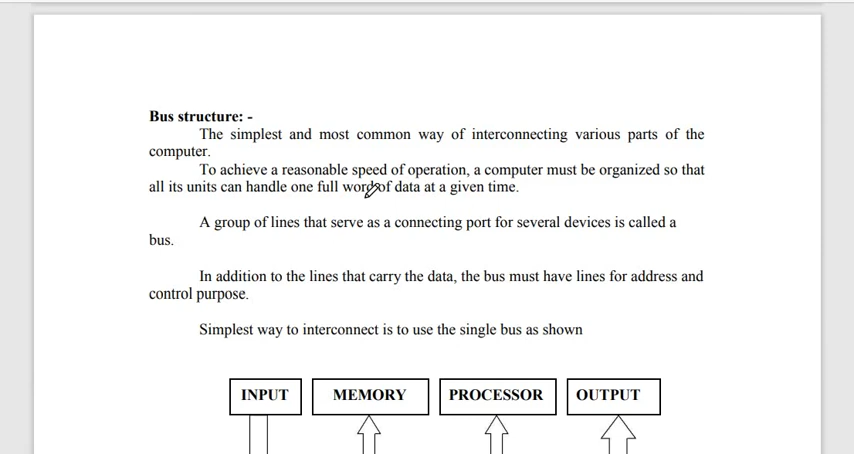 Bus structure: -
The simplest and most common way of interconnecting various parts of the
computer.
To achieve a reasonable speed of operation, a computer must be organized so that
all its units can handle one full word of data at a given time.
A group of lines that serve as a connecting port for several devices is called a
bus.
In addition to the lines that carry the data, the bus must have lines for address and
control purpose.
Simplest way to interconnect is to use the single bus as shown
INPUT MEMORY PROCESSOR OUTPUT